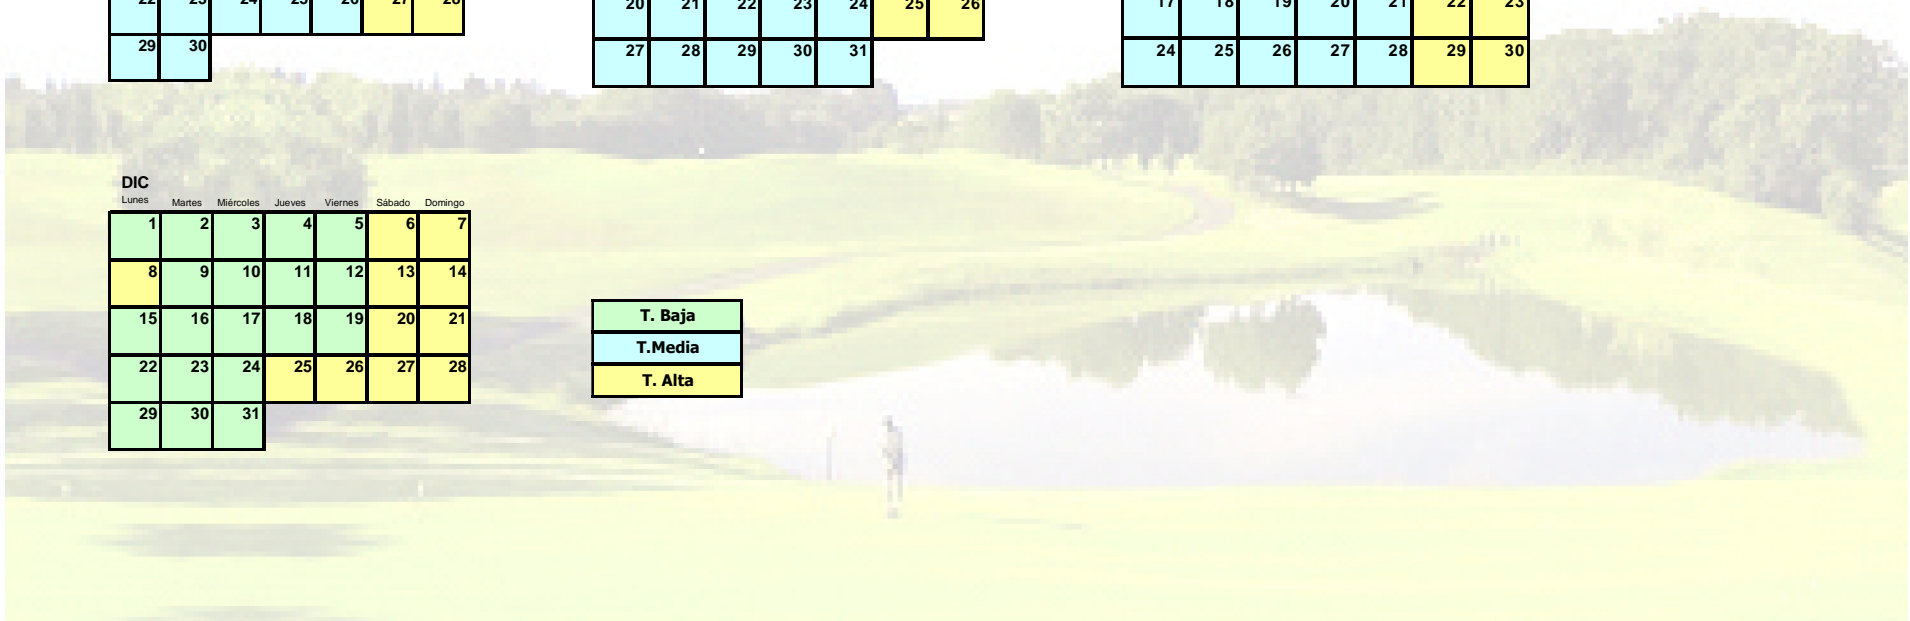 22 23 24 25 26 27 28
29 30
20 21 22 23 24 25 26
27 28 29 30 31
17 18 19 20 21 22 23
24 25 26 27 28 29 30
DIC
Lunes Martes Miércoles Jueves Viernes Sábado Domingo
1 2 3 4 5 6 7
8 9 10 11 12 13 14
15 16 17 18 19 20 21
22 23 24 25 26 27 28
29 30 31
T. Baja
T.Media
T. Alta